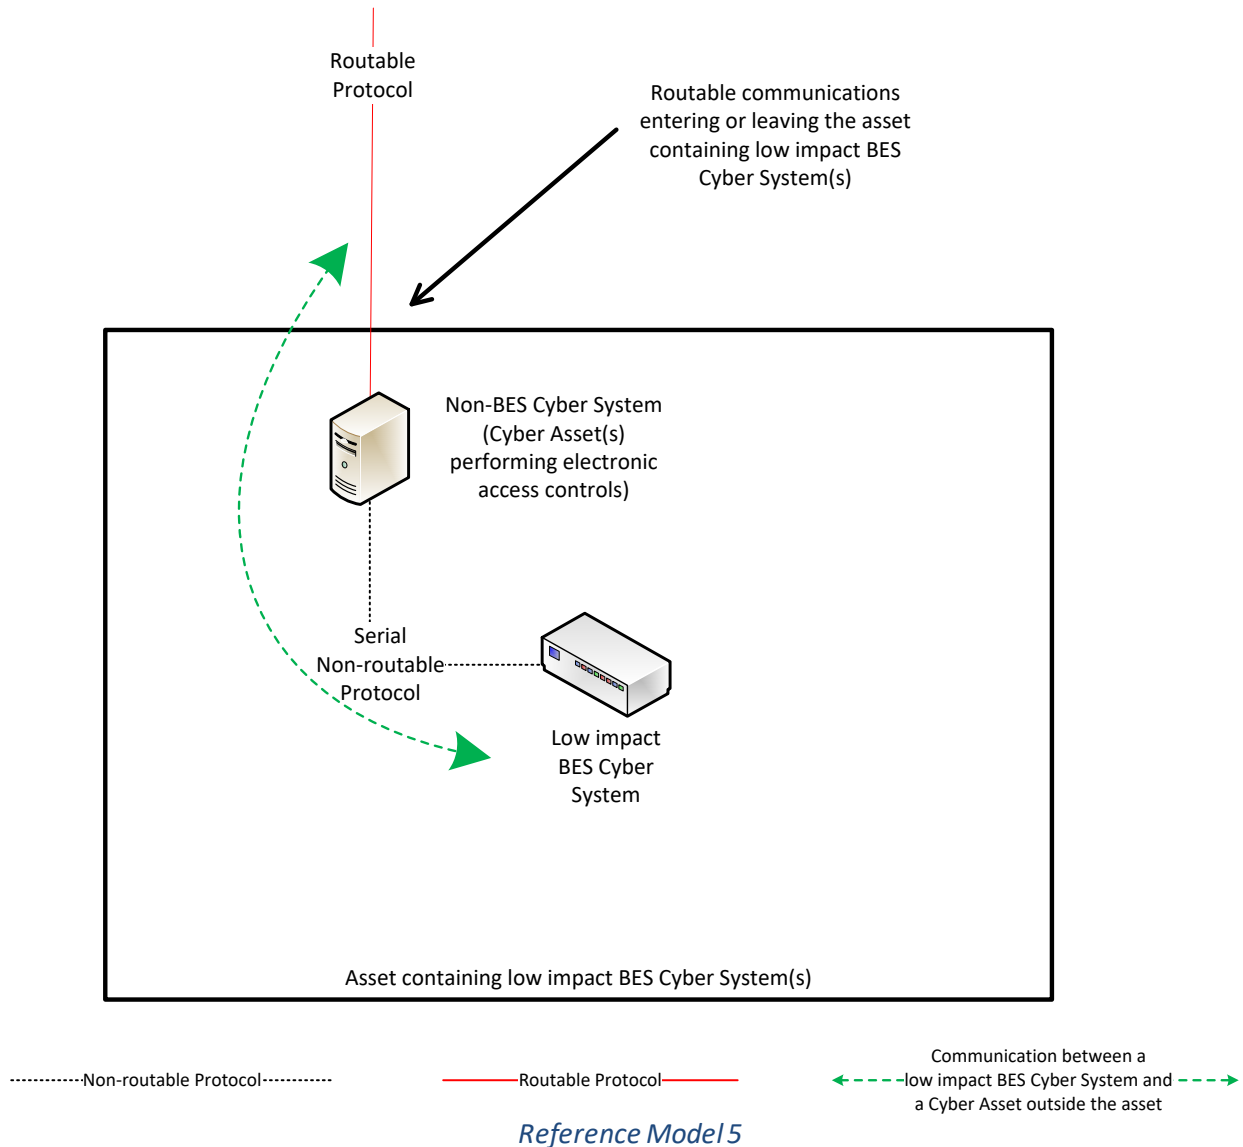 Routable
Protocol
Routable communications
entering or leaving the asset
containing low impact BES
Cyber System(s)
Non-BES Cyber System
(Cyber Asset(s)
performing electronic
access controls)
Serial
Non-routable
Protocol
Low impact
BES Cyber
System
Asset containing low impact BES Cyber System(s)
Non-routable Protocol
Routable Protocol
Communication between a
low impact BES Cyber System and
a Cyber Asset outside the asset
Reference Model 5